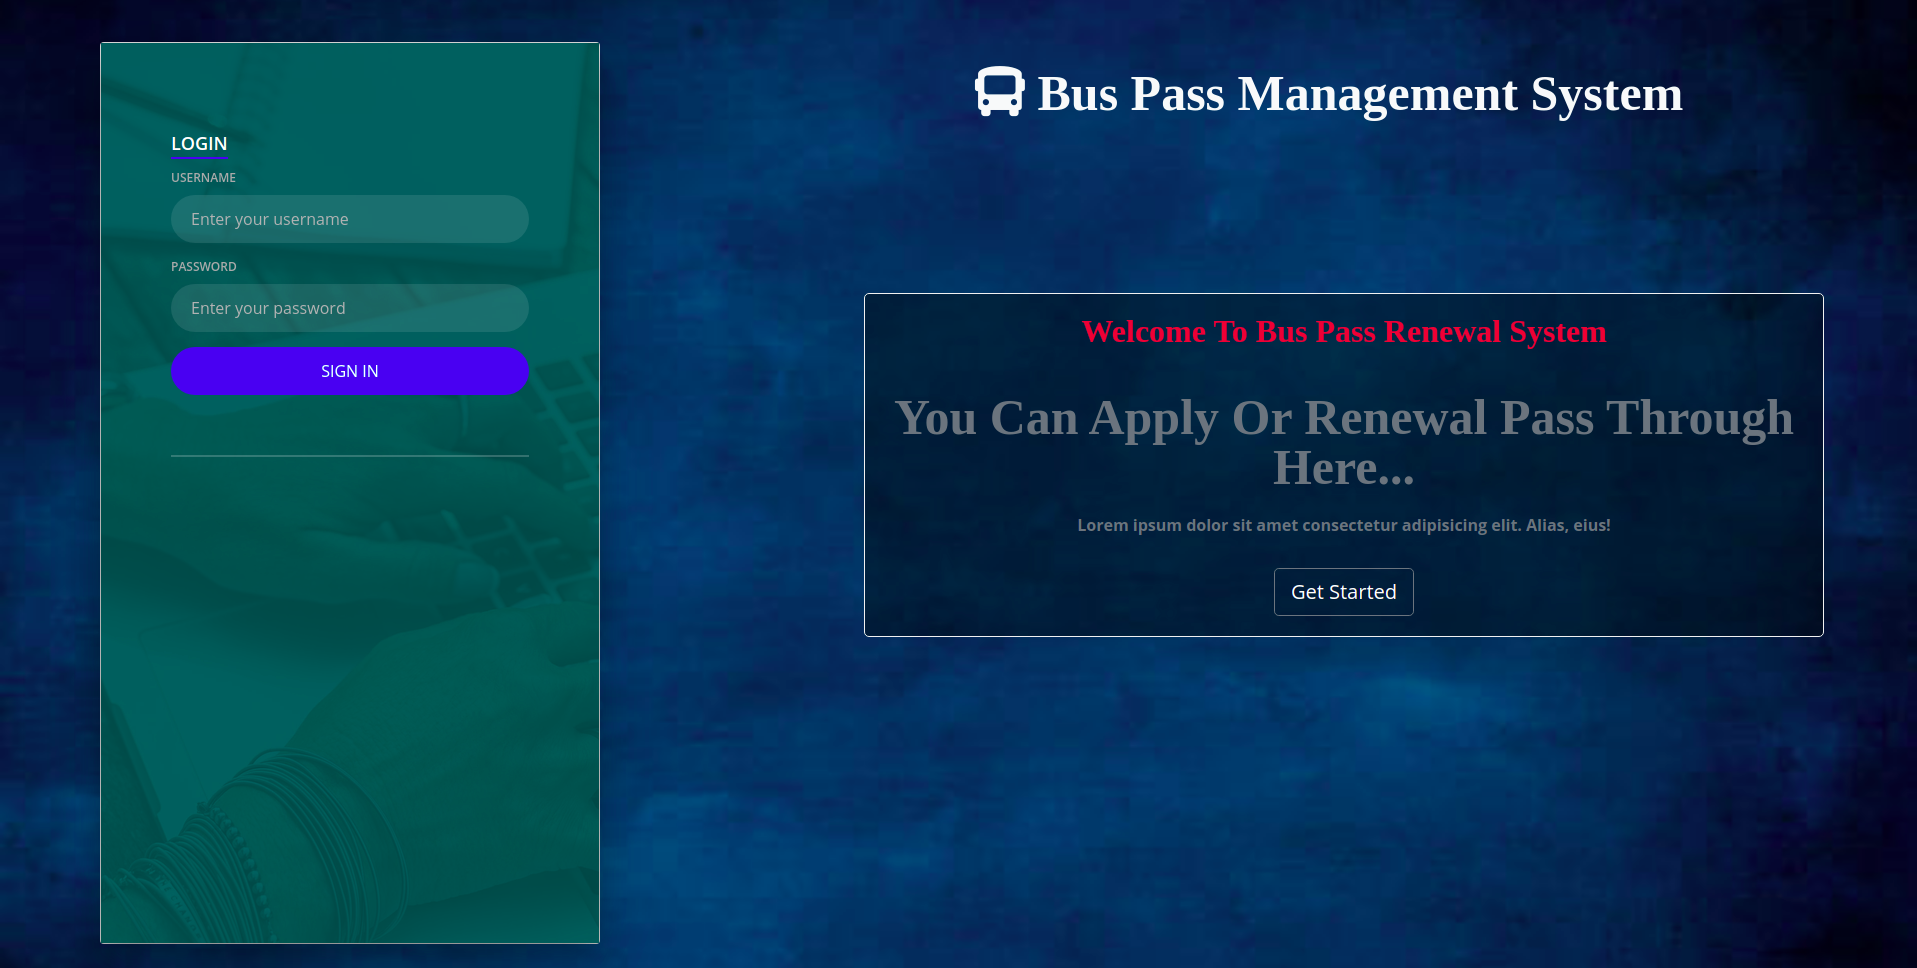 LOGIN
USERNAME
Enter your username
PASSWORD
Enter your password
SIGN IN
Bus Pass Management System
Welcome To Bus Pass Renewal System
You Can Apply Or Renewal Pass Through
Here...
Lorem ipsum dolor sit amet consectetur adipisicing elit. Alias, eius!
Get Started